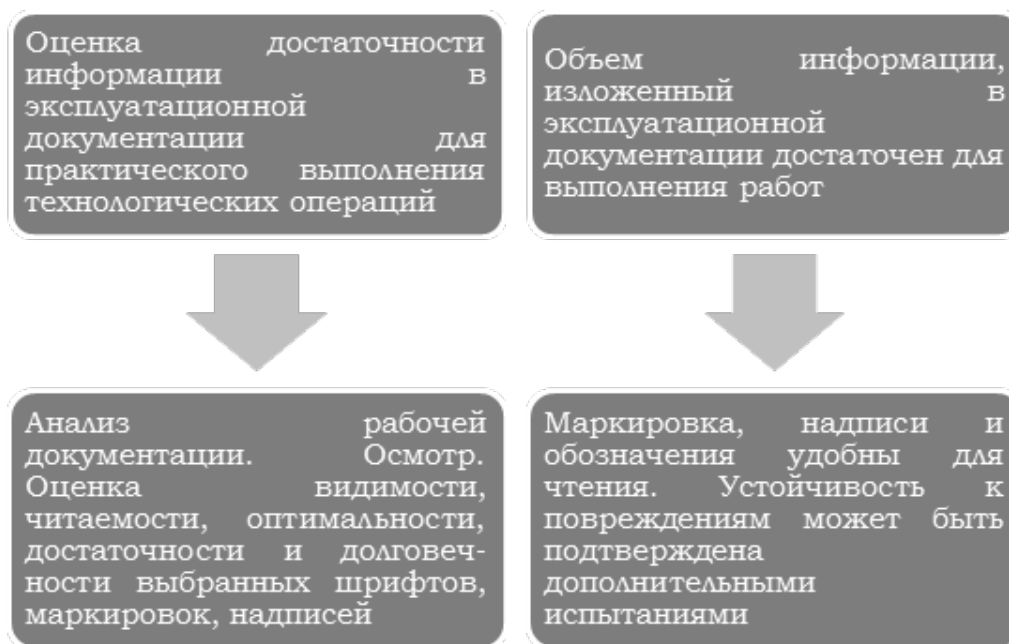 Оценка достаточности
информации в
эксплуатационной
документации для
практического выполнения
технологических операций
Объем информации,
изложенный в
эксплуатационной
документации достаточен для
выполнения работ
Анализ рабочей
документации. Осмотр.
Оценка видимости,
читаемости, оптимальности,
достаточности и долговеч-
ности выбранных шрифтов,
маркировок, надписей
Маркировка, надписи и
обозначения удобны для
чтения. Устойчивость к
повреждениям может быть
подтверждена
дополнительными
испытаниями